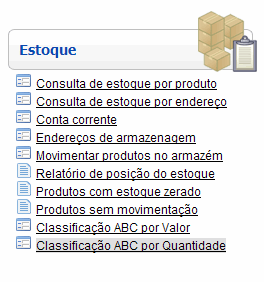 Estoque
Consulta de estoque por produto
Consulta de estoque por endereço
Conta corrente
Endereços de armazenagem
Movimentar produtos no armazém
Relatório de posição do estoque
Produtos com estoque zerado
Produtos sem movimentação
Classificação ABC por Valor
Classificação ABC por Quantidade